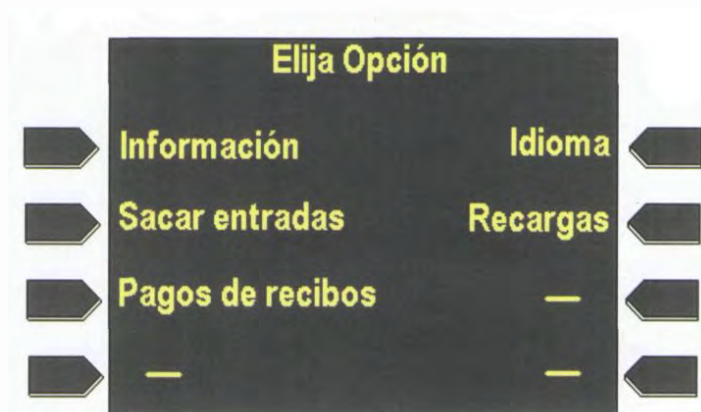 Elija Opción
Información
Idioma
Sacar entradas
Recargas
Pagos de recibos
—
—
—